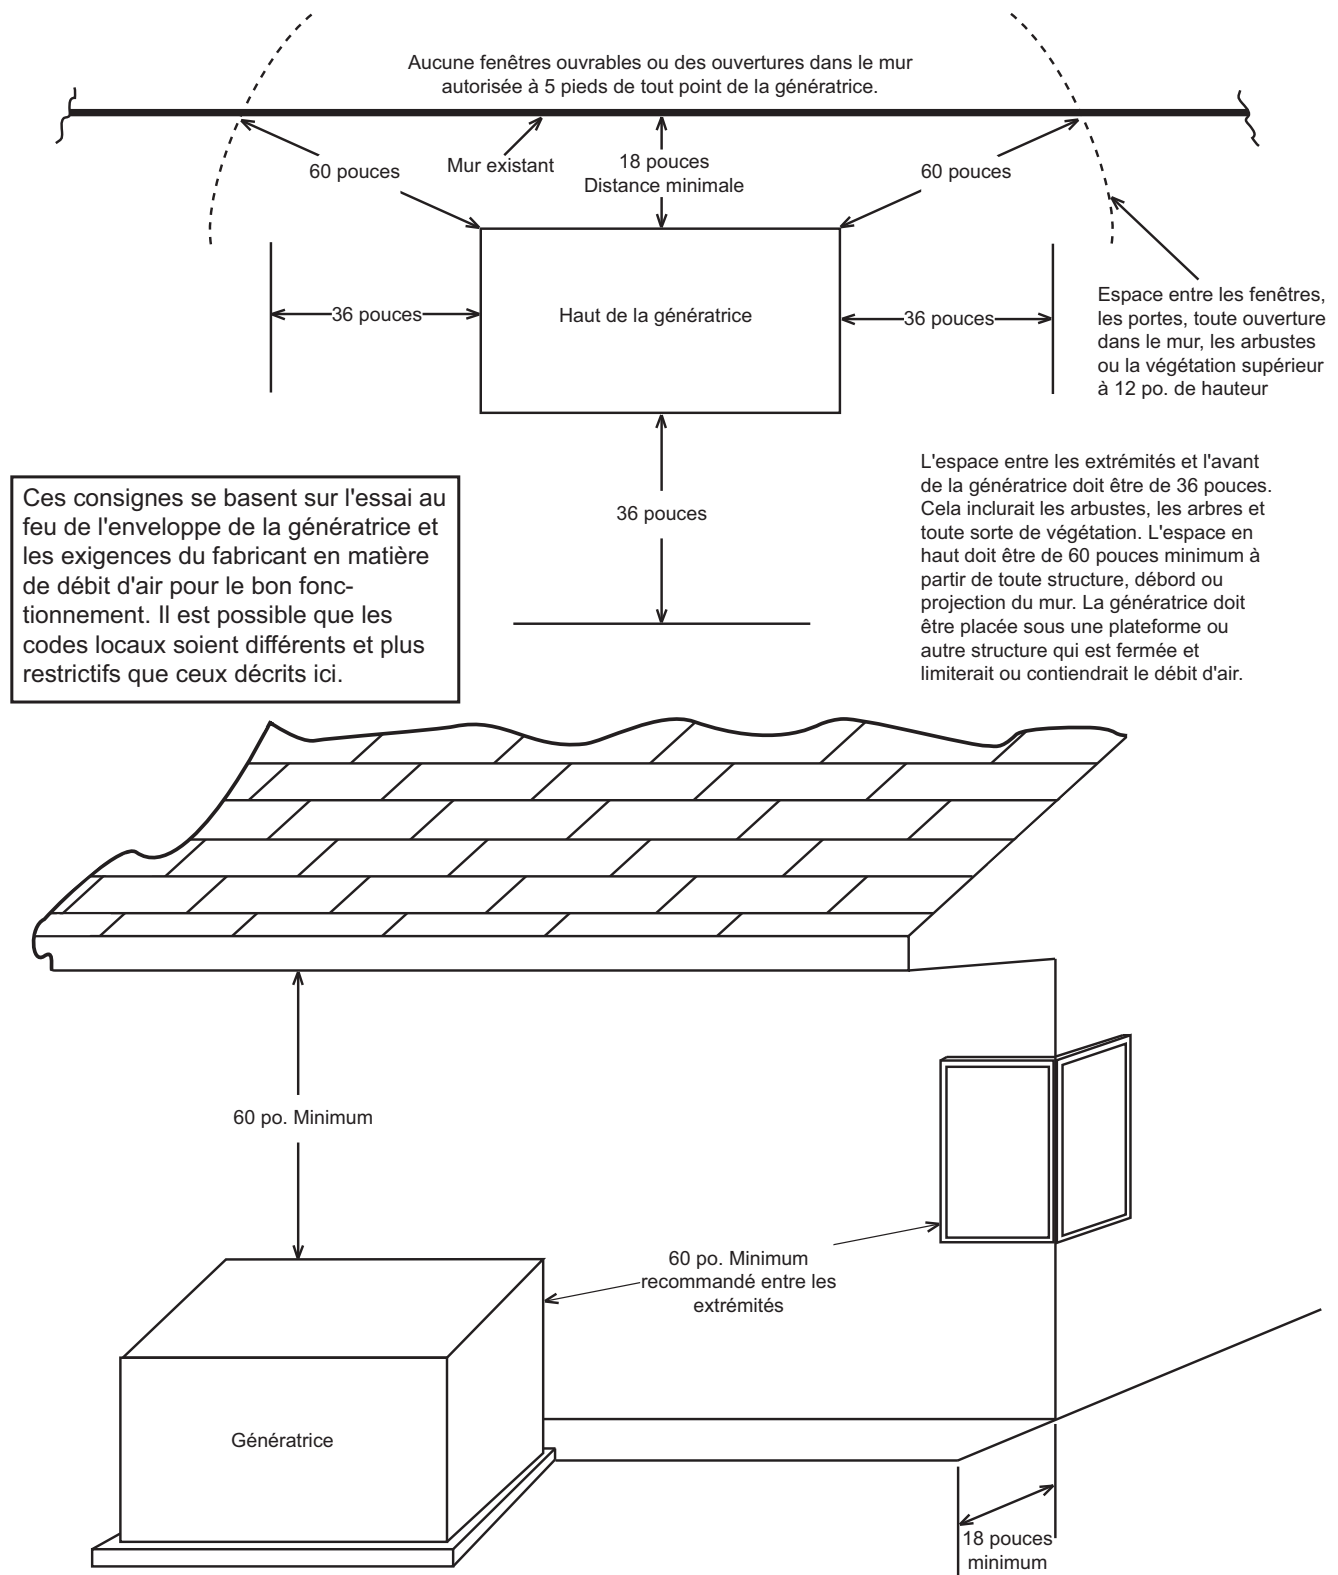 Aucune fenêtres ouvrables ou des ouvertures dans le mur
autorisée à 5 pieds de tout point de la génératrice.
60 pouces
Mur existant
18 pouces
Distance minimale
60 pouces
36 pouces
Haut de la génératrice
36 pouces
Espace entre les fenêtres,
les portes, toute ouverture
dans le mur, les arbustes
ou la végétation supérieur
à 12 po. de hauteur
36 pouces
Ces consignes se basent sur l'essai au
feu de l'enveloppe de la génératrice et
les exigences du fabricant en matière
de débit d'air pour le bon fonc-
tionnement. Il est possible que les
codes locaux soient différents et plus
restrictifs que ceux décrits ici.
L'espace entre les extrémités et l'avant
de la génératrice doit être de 36 pouces.
Cela inclurait les arbustes, les arbres et
toute sorte de végétation. L'espace en
haut doit être de 60 pouces minimum à
partir de toute structure, débord ou
projection du mur. La génératrice doit
être placée sous une plateforme ou
autre structure qui est fermée et
limiterait ou contiendrait le débit d'air.
60 po. Minimum
60 po. Minimum
recommandé entre les
extrémités
Génératrice
18 pouces
minimum